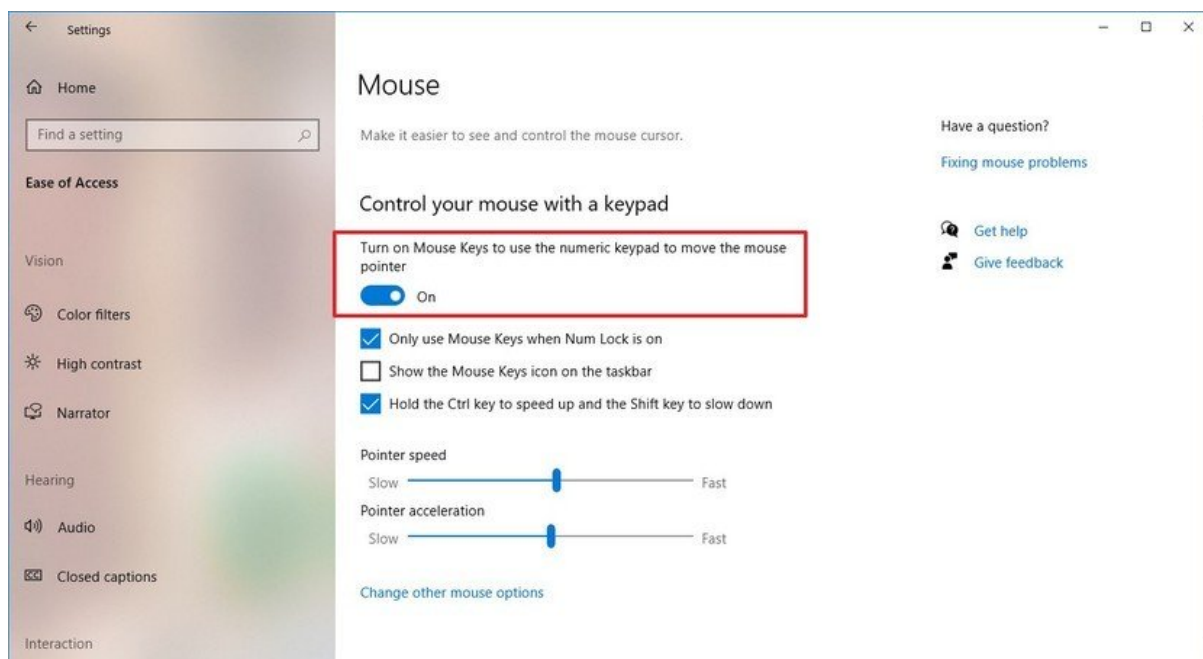 Settings
Home
Find a setting
Ease of Access
Vision
Color filters
High contrast
Narrator
Hearing
Audio
Closed captions
Interaction
Mouse
Make it easier to see and control the mouse cursor.
Control your mouse with a keypad
Turn on Mouse Keys to use the numeric keypad to move the mouse
pointer
On
Only use Mouse Keys when Num Lock is on
Show the Mouse Keys icon on the taskbar
Hold the Ctrl key to speed up and the Shift key to slow down
Pointer speed
Slow Fast
Pointer acceleration
Slow Fast
Change other mouse options
Have a question?
Fixing mouse problems
Get help
Give feedback